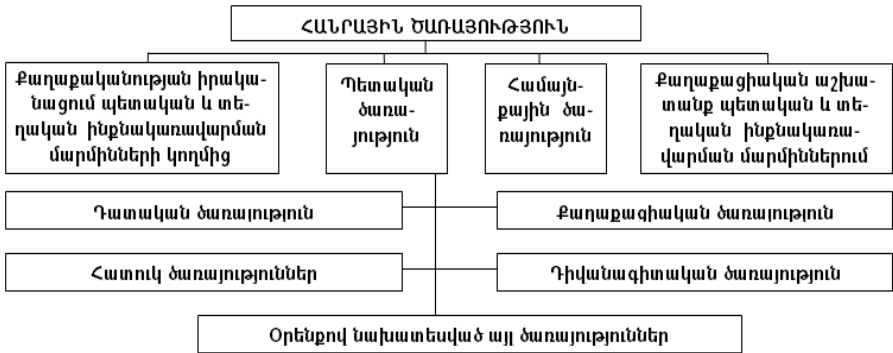 ՀԱՆՐԱՅԻՆ ԾԱՌԱՅՈՒԹՅՈՒՆ
Քաղաքականության իրակա-
նացում պետական և տե-
ղական ինքնակառավարման
մարմինների կողմից
Պետական
ծառա-
յություն
Համայն-
քային ծա-
ռայություն
Քաղաքացիական աշխա-
տանք պետական և տե-
ղական ինքնակառա-
վարման մարմիններում
Դատական ծառայություն
Քաղաքացիական ծառայություն
Հատուկ ծառայություններ
Դիվանագիտական ծառայություն
Օրենքով նախատեսված այլ ծառայություններ